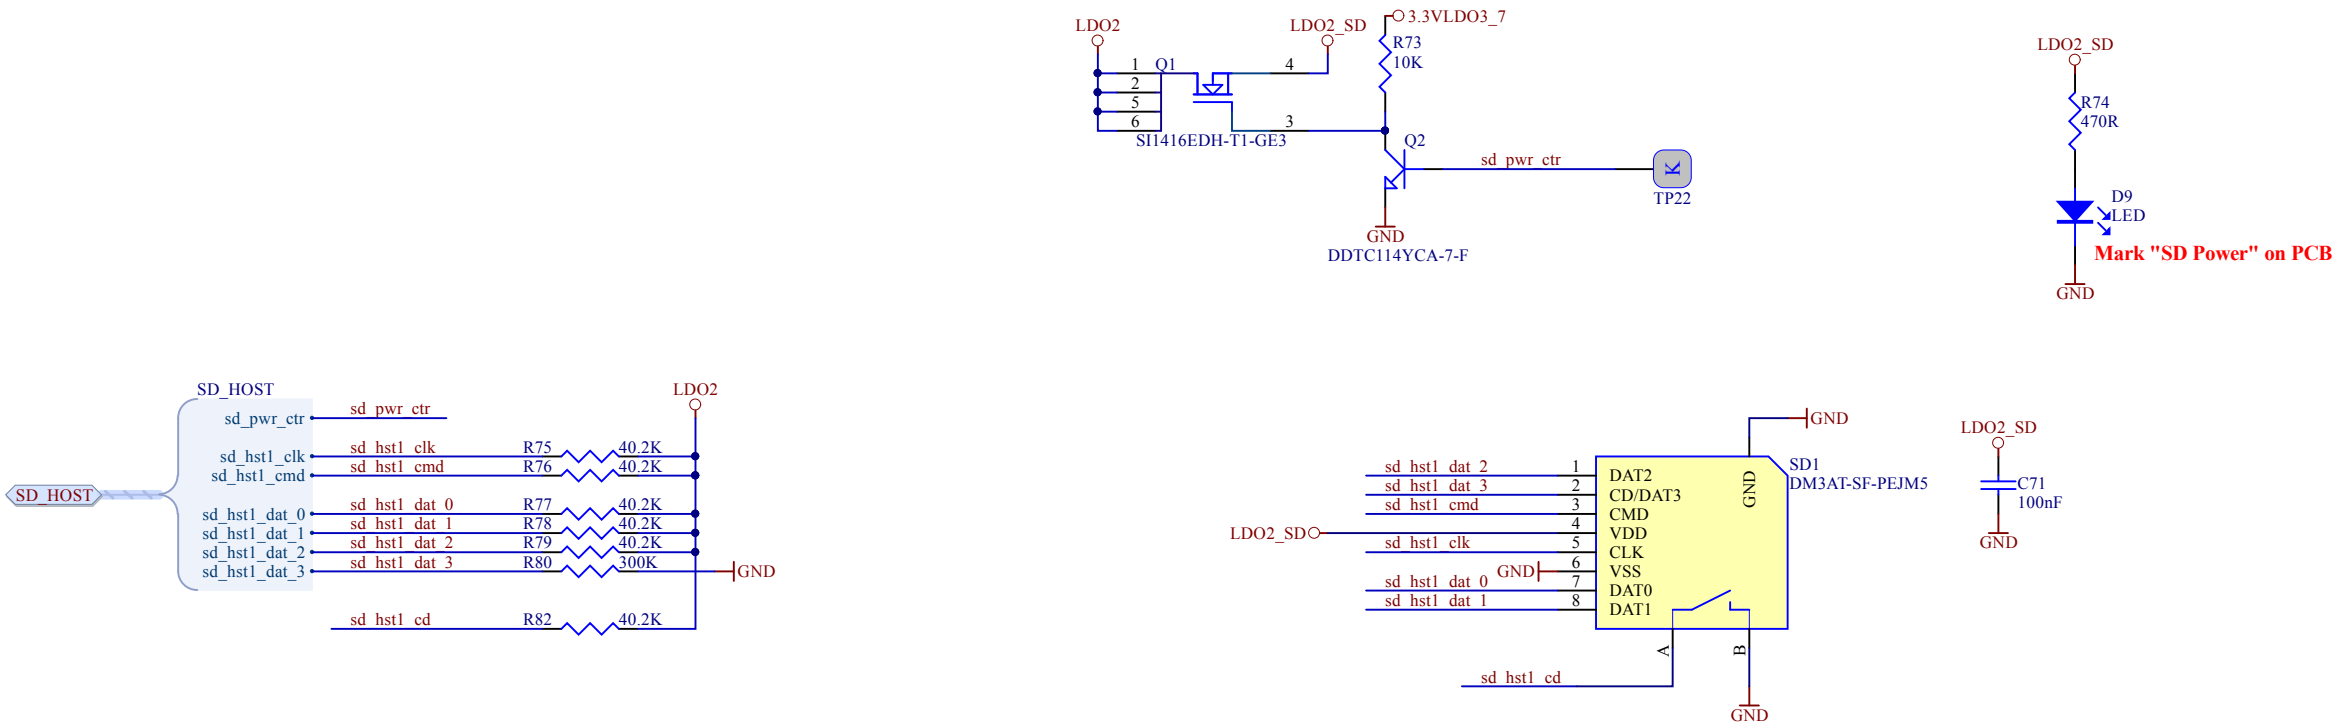 LDO2
LDO2_SD
3.3VLDO3_7
R73
10K
1
Q1
4
2
5
6
3
SI1416EDH-T1-GE3
Q2
sd_pwr_ctr
K
TP22
GND
DDTC114YCA-7-F
LDO2_SD
R74
470R
D9
LED
Mark "SD Power" on PCB
GND
SD_HOST
SD_HOST
sd_pwr_ctr
sd_pwr_ctr
LDO2
sd_hst1_clk
sd_hst1_clk
R75
40.2K
sd_hst1_cmd
sd_hst1_cmd
R76
40.2K
sd_hst1_dat_0
sd_hst1_dat_0
R77
40.2K
sd_hst1_dat_1
sd_hst1_dat_1
R78
40.2K
sd_hst1_dat_2
sd_hst1_dat_2
R79
40.2K
sd_hst1_dat_3
sd_hst1_dat_3
R80
300K
GND
sd_hst1_cd
R82
40.2K
GND
SD1
DM3AT-SF-PEJM5
GND
sd_hst1_dat_2
1
DAT2
sd_hst1_dat_3
2
CD/DAT3
sd_hst1_cmd
3
CMD
LDO2_SD
4
VDD
sd_hst1_clk
5
CLK
GND
6
VSS
sd_hst1_dat_0
7
DAT0
sd_hst1_dat_1
8
DAT1
A
B
sd_hst1_cd
GND
LDO2_SD
C71
100nF
GND